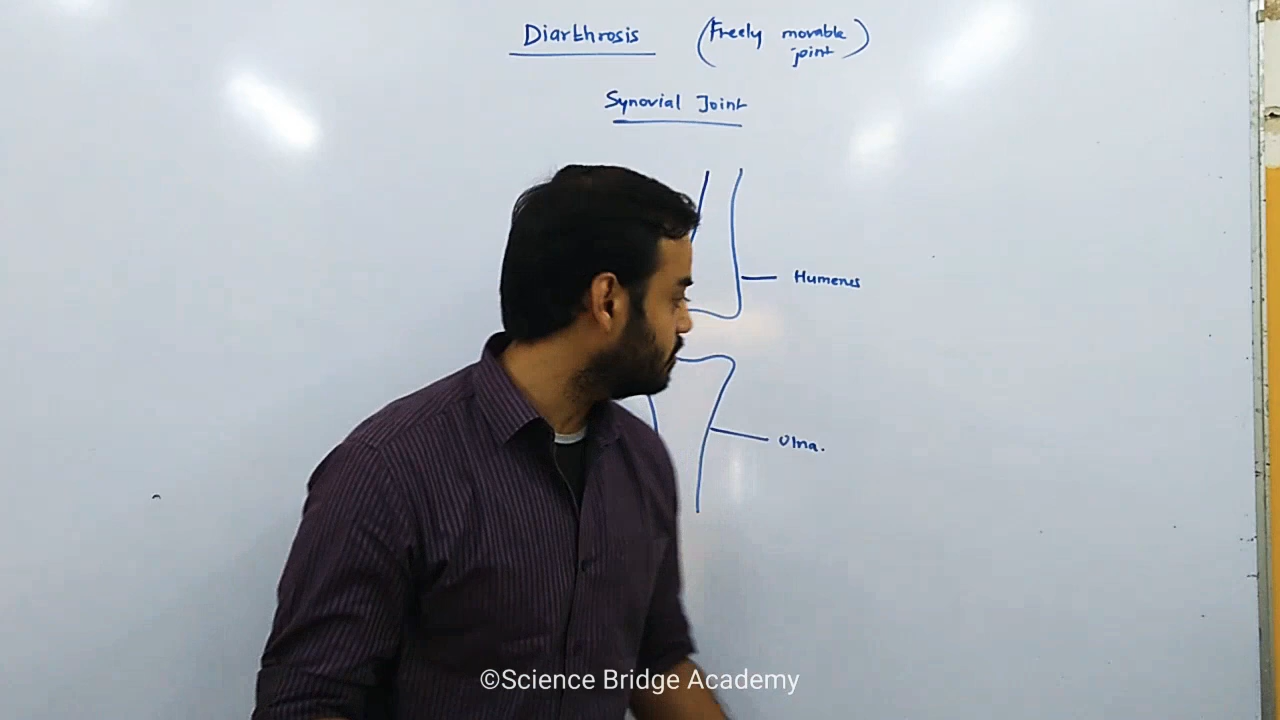 Diarthrosis (Freely movable
joint)
Synovial Joint
Humerus
Ulna.
©Science Bridge Academy